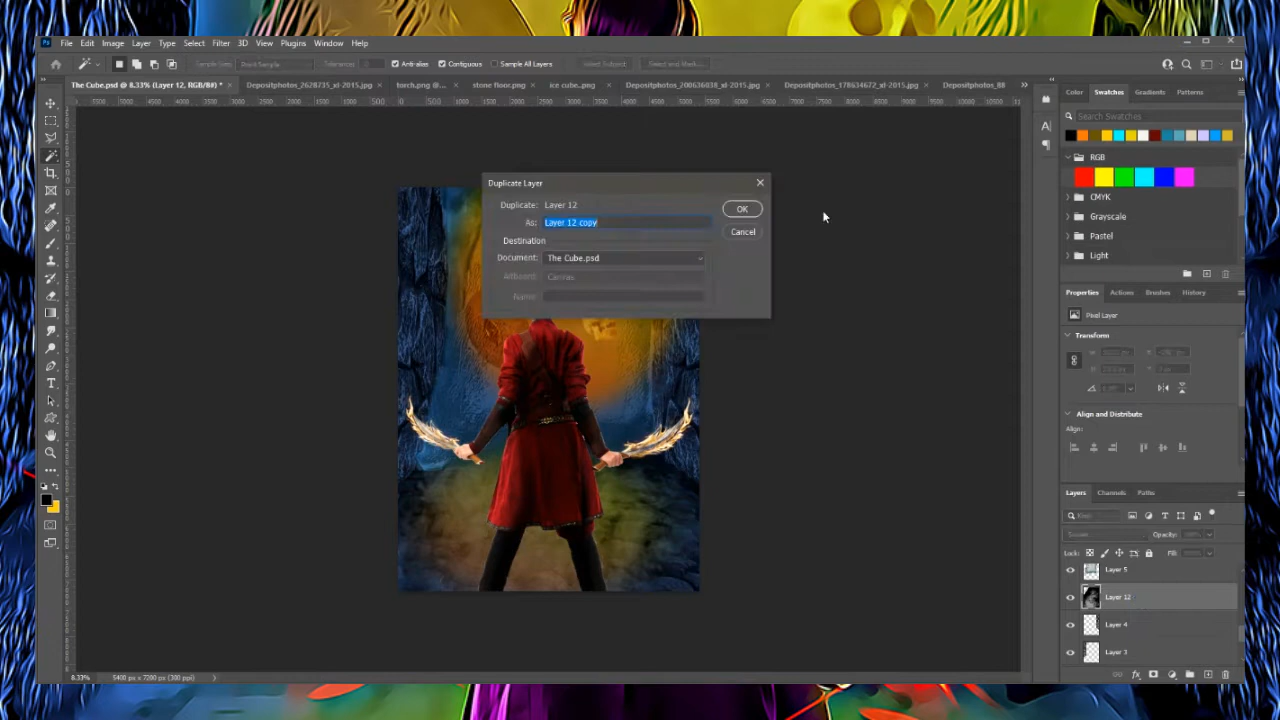 File Edit Image Layer Type Select Filter 3D View Plugins Window Help
Anti-alias Contiguous Sample All Layers Select Subject Select and Mask...
The Cube.psd @ 8.33% (Layer 12, RGB/8#) * Depositphotos_2628735_xl-2015.jpg torch.png @... stone floor.png ice cube..png Depositphotos_200636038_xl-2015.jpg Depositphotos_178634672_xl-2015.jpg Depositphotos_88
Color Swatches Gradients Patterns
Search Swatches
RGB
CMYK
Grayscale
Pastel
Light
Duplicate Layer
Duplicate: Layer 12
As: Layer 12 copy
OK
Cancel
Destination
Document: The Cube.psd
Artboard: Canvas
Name:
Properties Actions Brushes History
Pixel Layer
Transform
Align and Distribute
Align:
Layers Channels Paths
Kind
Screen Opacity:
Lock: Fill:
Layer 5
Layer 12
Layer 4
Layer 3
8.33% 5400 px x 7200 px (300 ppi)